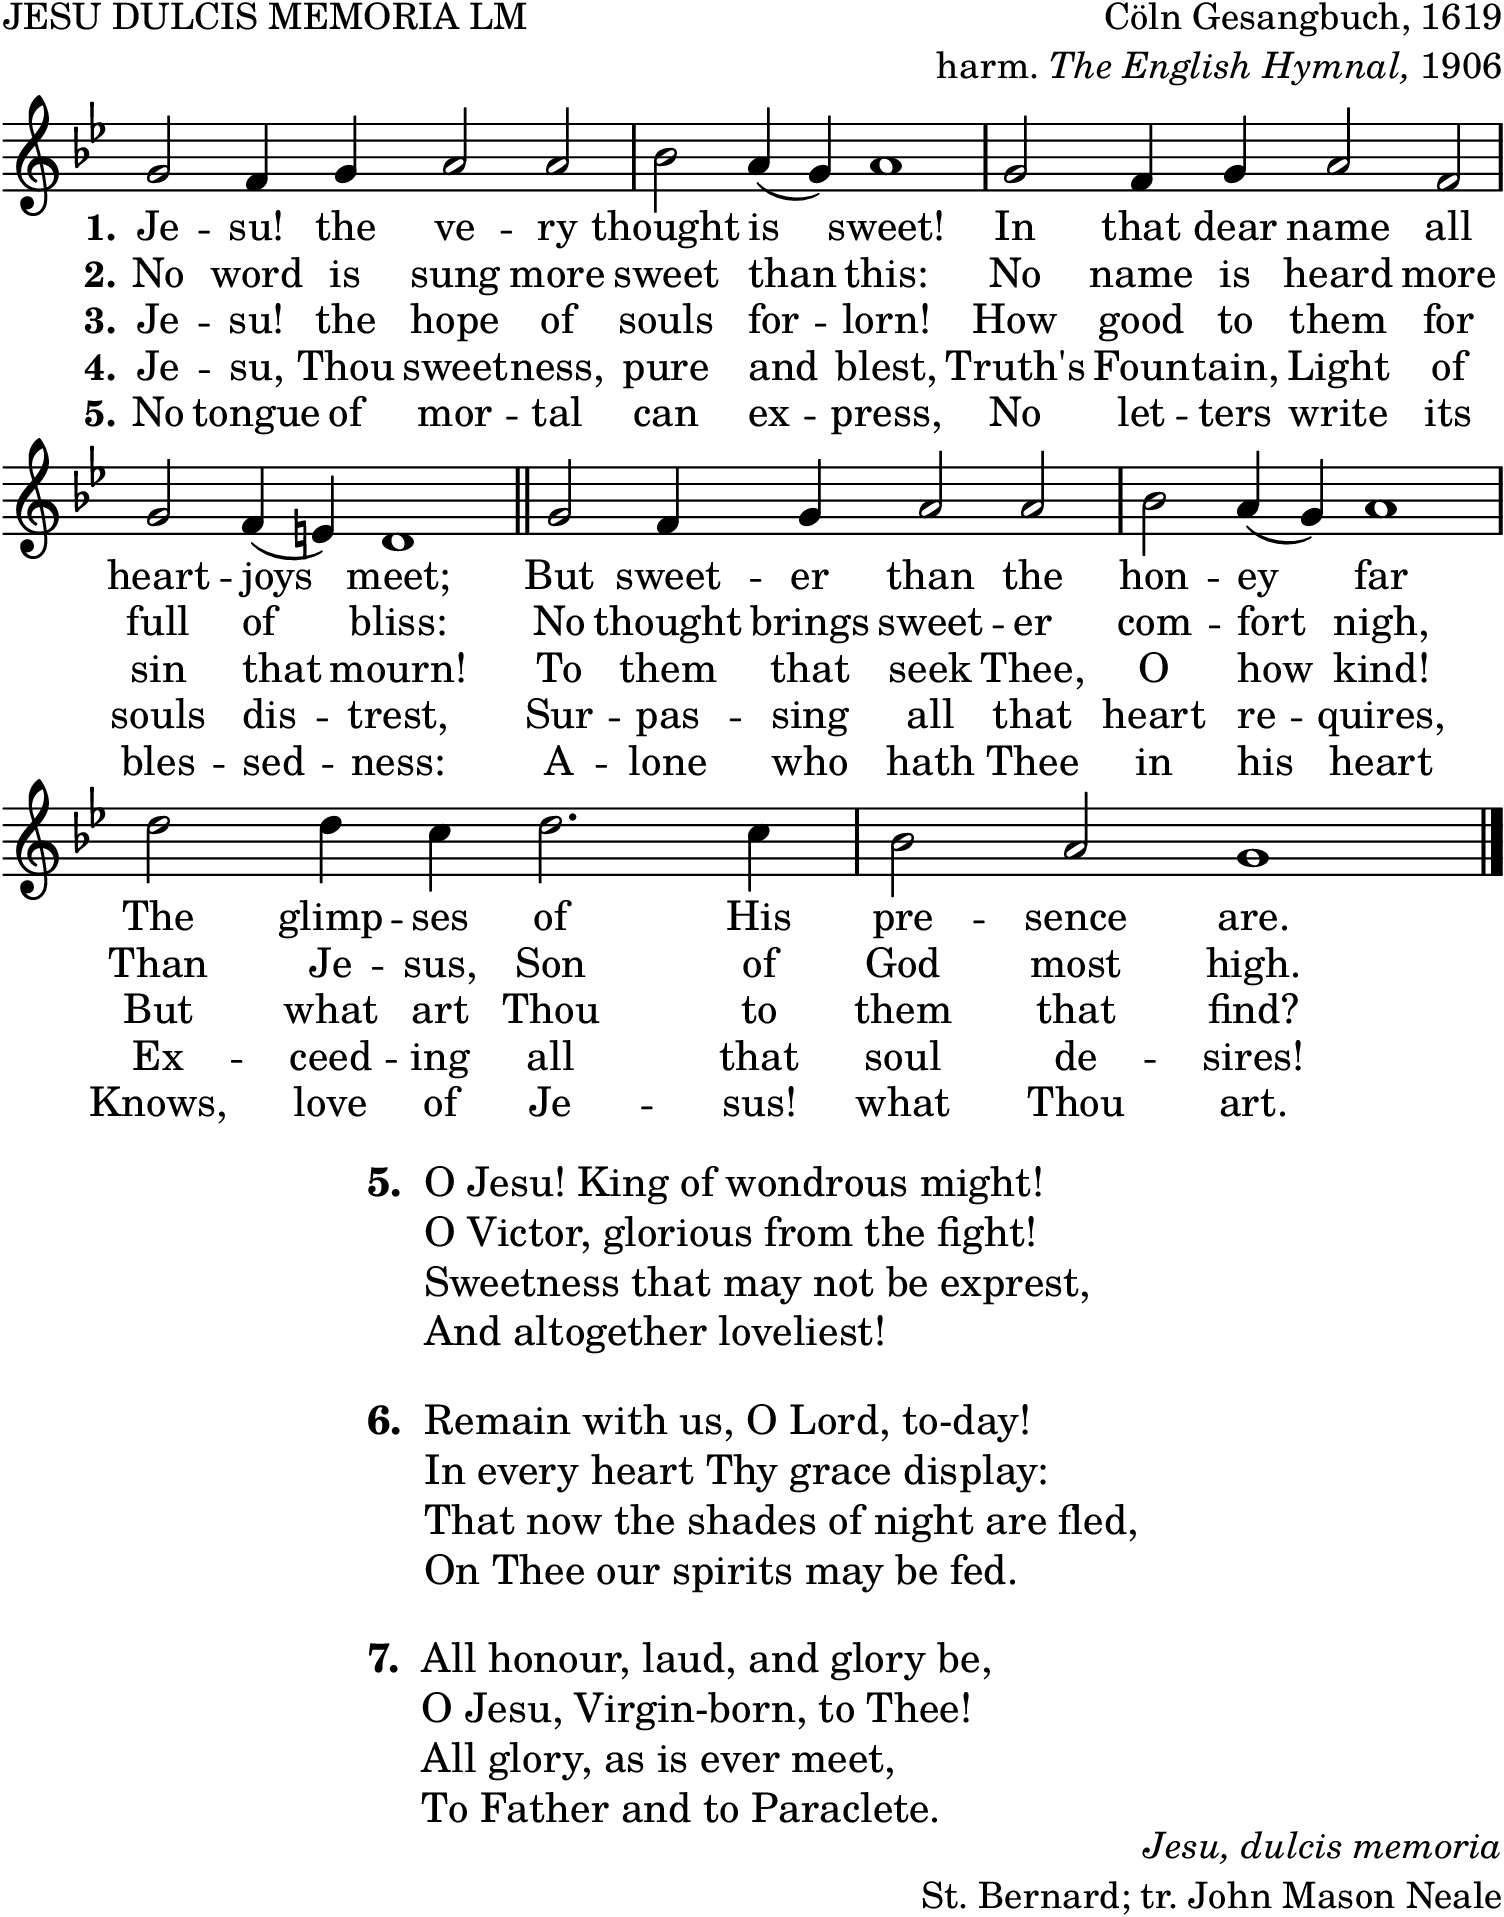 JESU DULCIS MEMORIA LM
Cöln Gesangbuch, 1619
harm. The English Hymnal, 1906
1. Je - su! the ve - ry thought is sweet! In that dear name all
2. No word is sung more sweet than this: No name is heard more
3. Je - su! the hope of souls for - lorn! How good to them for
4. Je - su, Thou sweetness, pure and blest, Truth's Fountain, Light of
5. No tongue of mor - tal can ex - press, No let - ters write its
heart - joys meet; But sweet - er than the hon - ey far
full of bliss: No thought brings sweet - er com - fort nigh,
sin that mourn! To them that seek Thee, O how kind!
souls dis - trest, Sur - pas - sing all that heart re - quires,
bles - sed - ness: A - lone who hath Thee in his heart
The glimp - ses of His pre - sence are.
Than Je - sus, Son of God most high.
But what art Thou to them that find?
Ex - ceed - ing all that soul de - sires!
Knows, love of Je - sus! what Thou art.
5. O Jesu! King of wondrous might!
O Victor, glorious from the fight!
Sweetness that may not be exprest,
And altogether loveliest!
6. Remain with us, O Lord, to-day!
In every heart Thy grace display:
That now the shades of night are fled,
On Thee our spirits may be fed.
7. All honour, laud, and glory be,
O Jesu, Virgin-born, to Thee!
All glory, as is ever meet,
To Father and to Paraclete.
Jesu, dulcis memoria
St. Bernard; tr. John Mason Neale